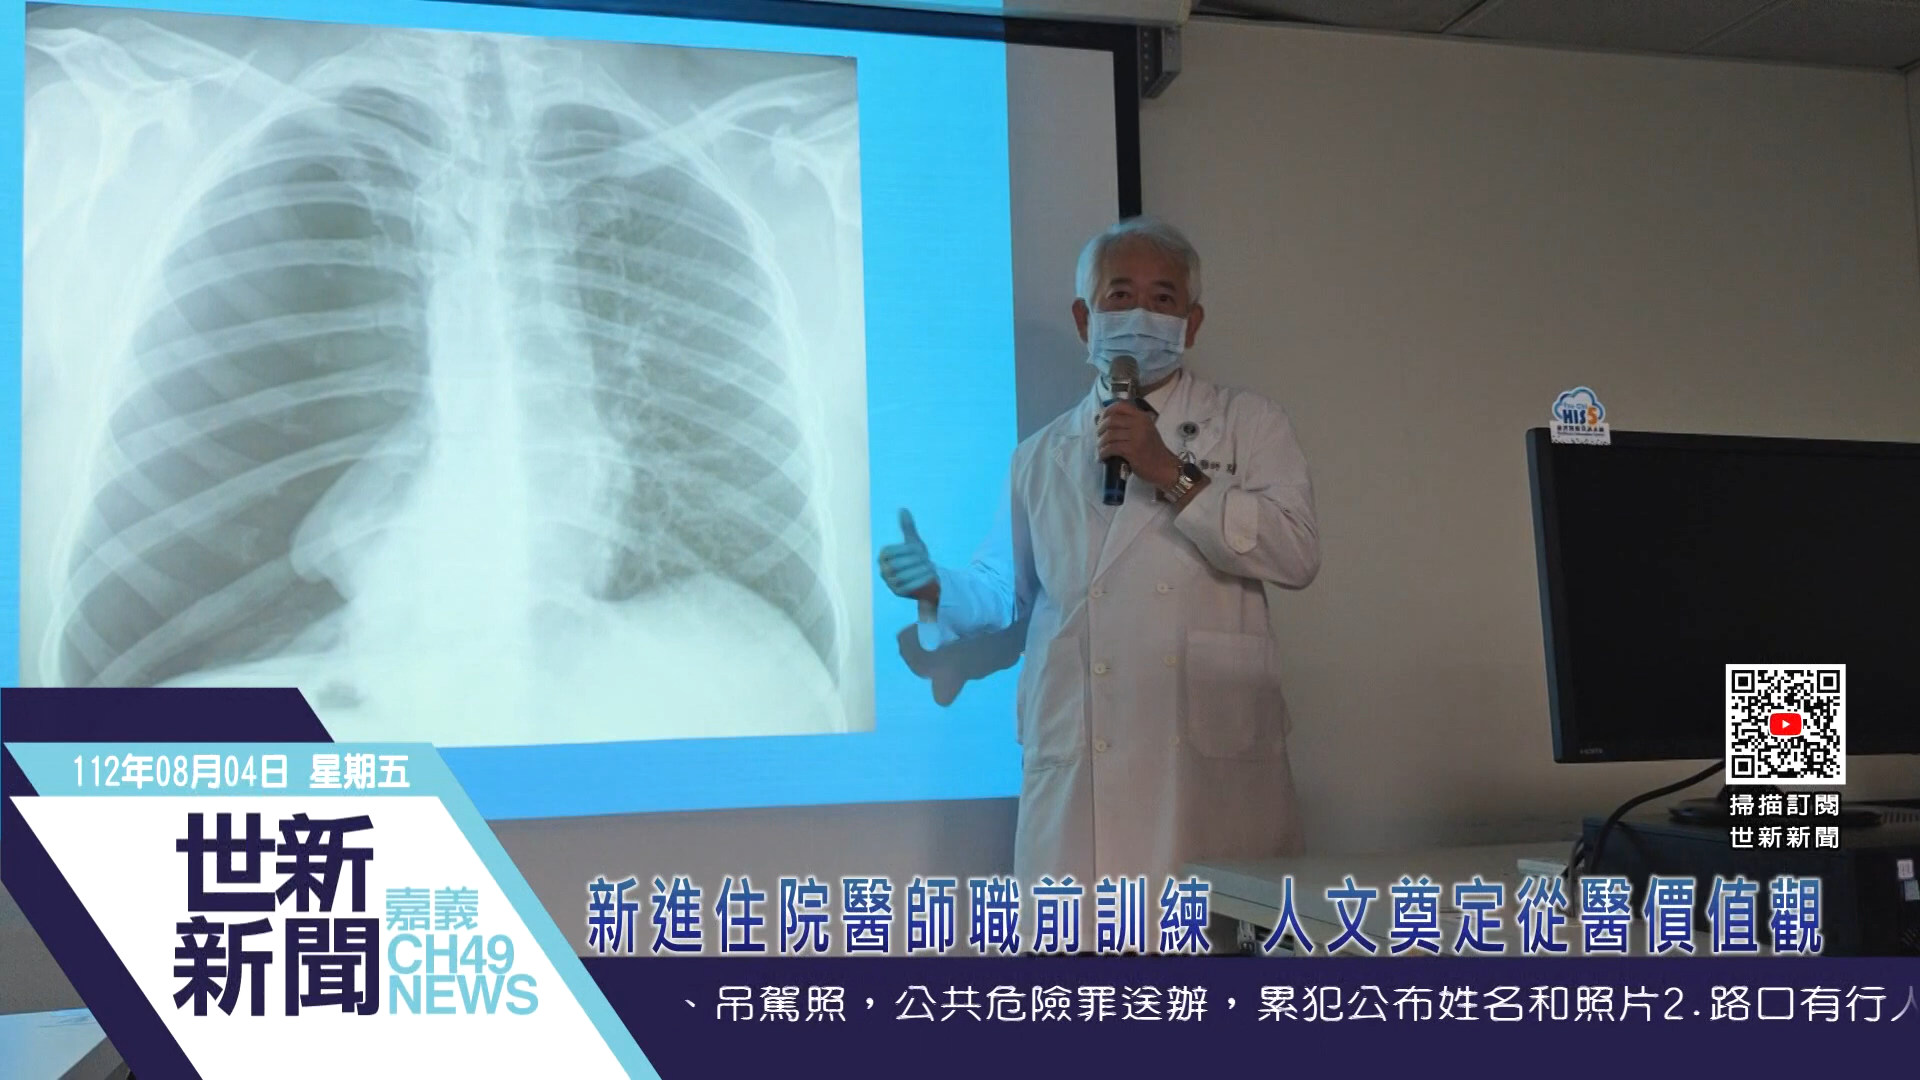 HIS5
112年08月04日 星期五
世新
新聞
嘉義
CH49
NEWS
掃描訂閱
世新新聞
新進住院醫師職前訓練 人文奠定從醫價值觀
、吊駕照，公共危險罪送辦，累犯公布姓名和照片2.路口有行人